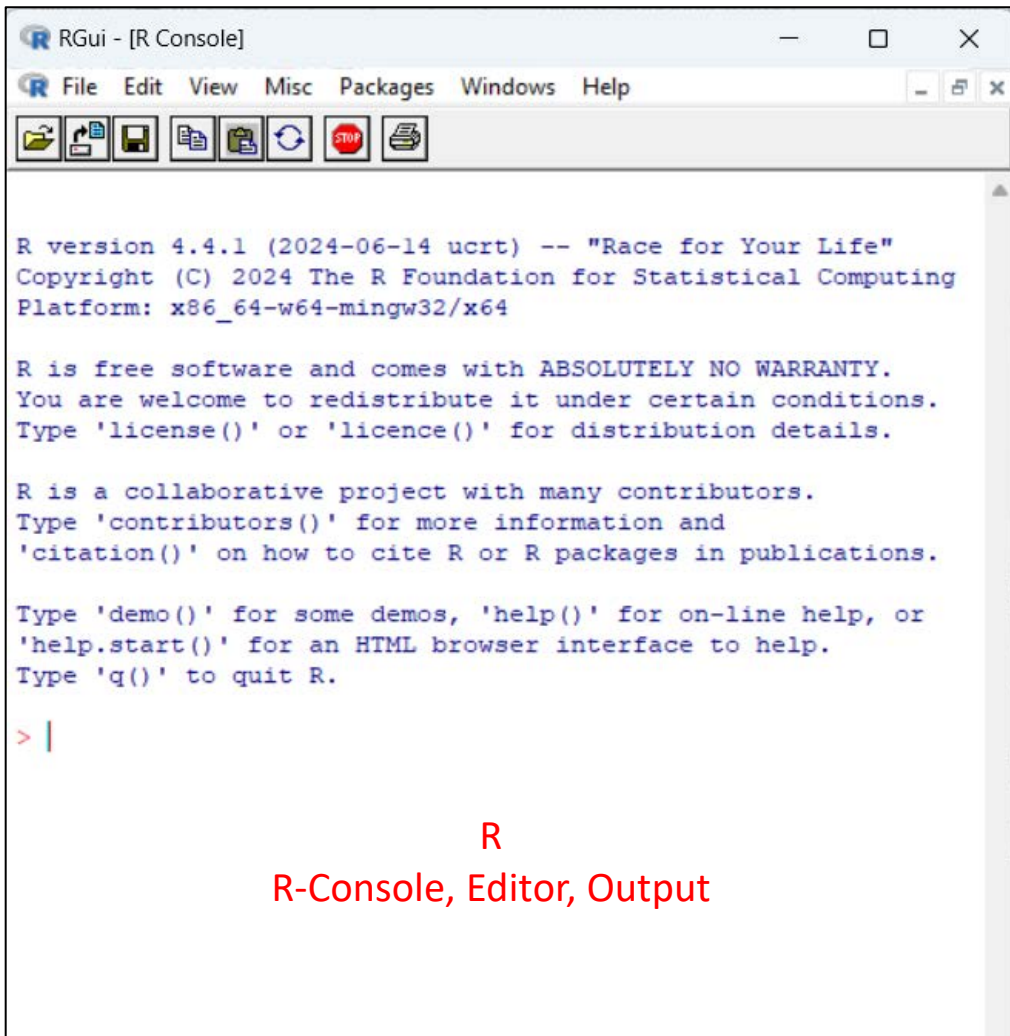 RGui - [R Console]
File Edit View Misc Packages Windows Help
STOP
R version 4.4.1 (2024-06-14 ucrt) -- "Race for Your Life"
Copyright (C) 2024 The R Foundation for Statistical Computing
Platform: x86_64-w64-mingw32/x64
R is free software and comes with ABSOLUTELY NO WARRANTY.
You are welcome to redistribute it under certain conditions.
Type 'license()' or 'licence()' for distribution details.
R is a collaborative project with many contributors.
Type 'contributors()' for more information and
'citation()' on how to cite R or R packages in publications.
Type 'demo()' for some demos, 'help()' for on-line help, or
'help.start()' for an HTML browser interface to help.
Type 'q()' to quit R.
>
R
R-Console, Editor, Output